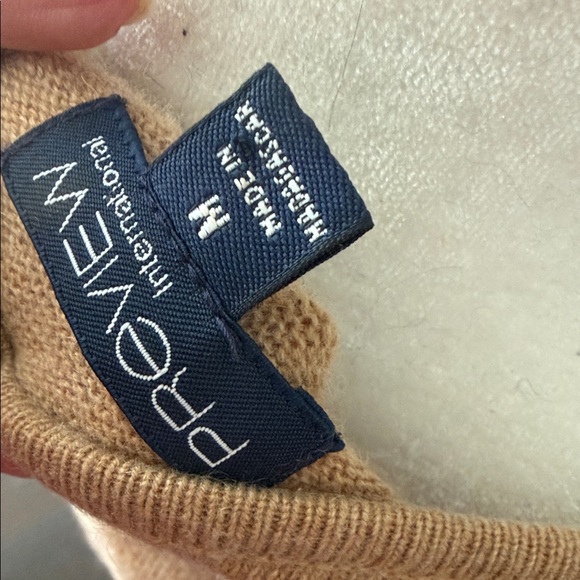 PREVIEW
International
M
MADE IN
MADAGASCAR